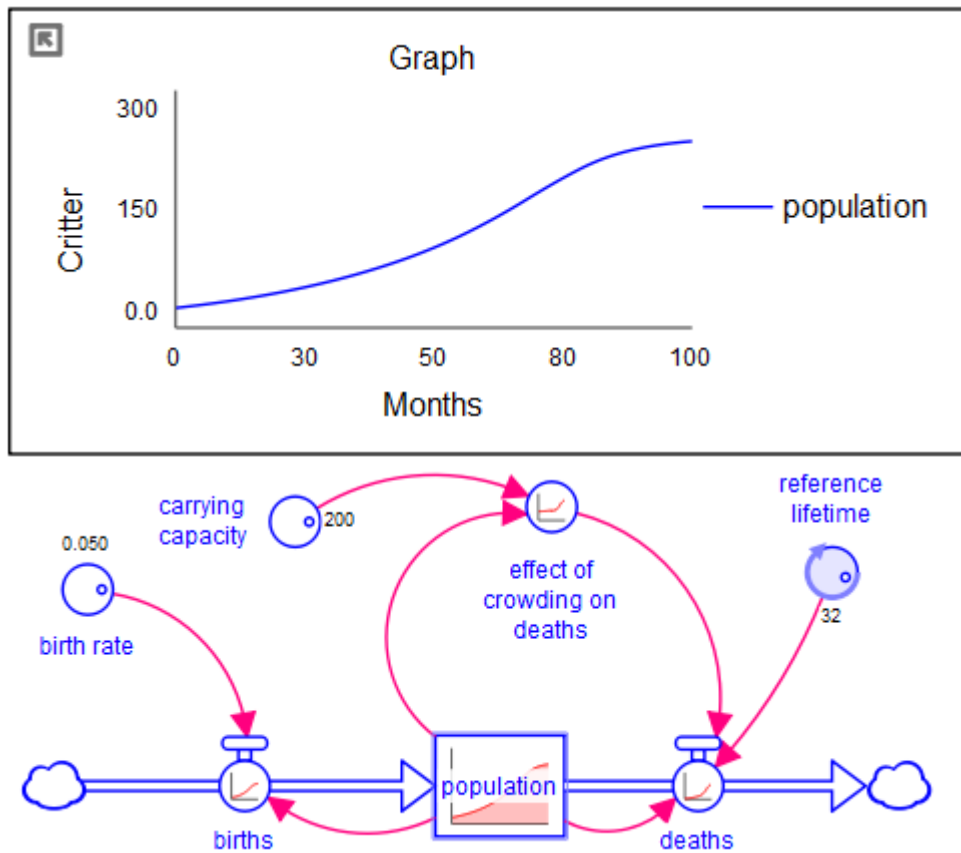 Graph
300
150
0.0
Critter
0
30
50
80
100
Months
population
carrying
capacity
200
reference
lifetime
0.050
effect of
crowding on
deaths
32
birth rate
population
births
deaths